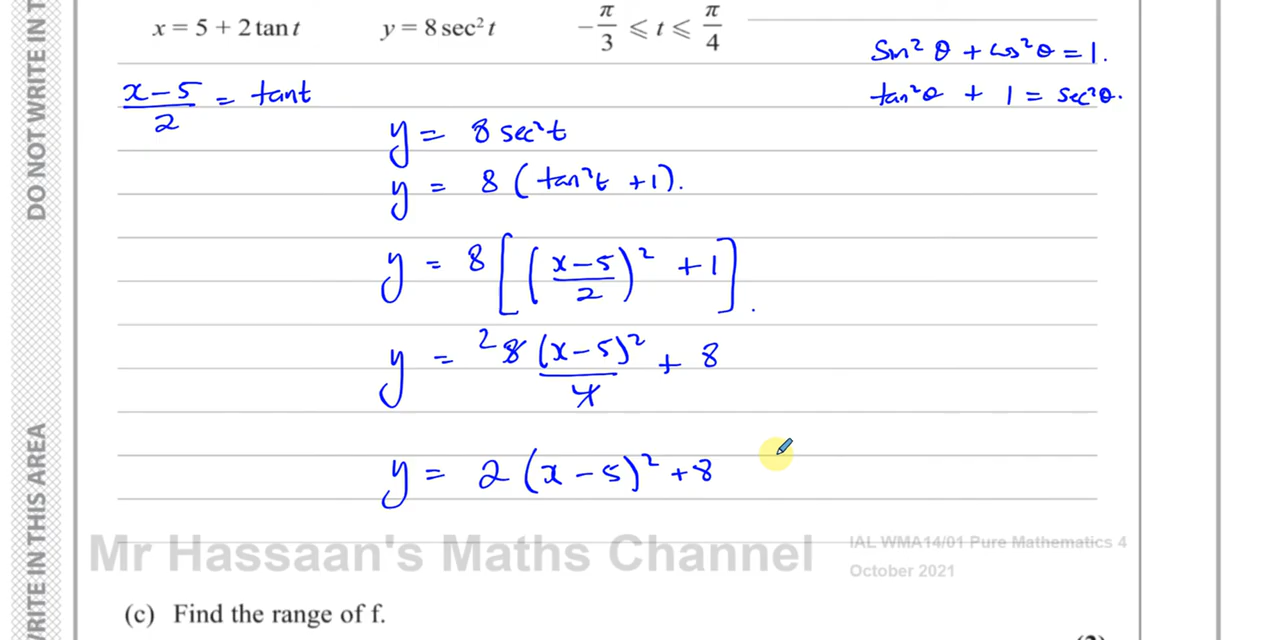 x = 5 + 2 tan t y = 8 sec² t −π/3 ⩽ t ⩽ π/4
sin² θ + cos² θ = 1.
tan² θ + 1 = sec² θ.
(x − 5)/2 = tan t
y = 8 sec² t
y = 8 (tan² t + 1).
y = 8 [ ((x − 5)/2)² + 1 ].
y = ² 8 (x − 5)²/4 + 8
y = 2 (x − 5)² + 8
Mr Hassaan's Maths Channel
IAL WMA14/01 Pure Mathematics 4
October 2021
(c) Find the range of f.
DO NOT WRITE IN T
WRITE IN THIS AREA